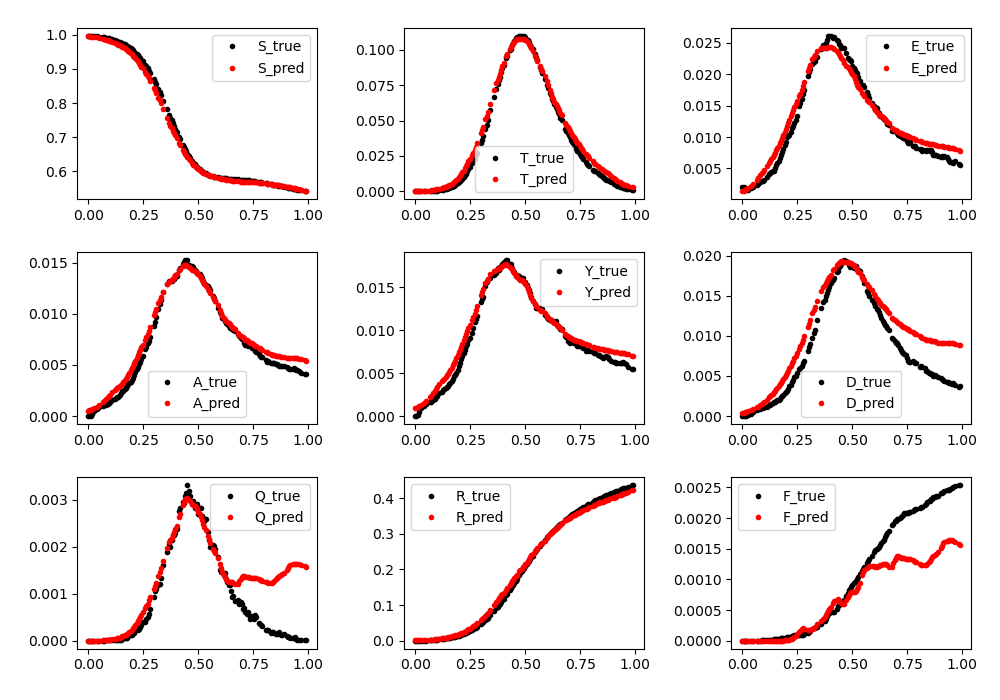 1.0
0.9
0.8
0.7
0.6
0.00 0.25 0.50 0.75 1.00
S_true
S_pred
0.100
0.075
0.050
0.025
0.000
0.00 0.25 0.50 0.75 1.00
T_true
T_pred
0.025
0.020
0.015
0.010
0.005
0.00 0.25 0.50 0.75 1.00
E_true
E_pred
0.015
0.010
0.005
0.000
0.00 0.25 0.50 0.75 1.00
A_true
A_pred
0.015
0.010
0.005
0.000
0.00 0.25 0.50 0.75 1.00
Y_true
Y_pred
0.020
0.015
0.010
0.005
0.000
0.00 0.25 0.50 0.75 1.00
D_true
D_pred
0.003
0.002
0.001
0.000
0.00 0.25 0.50 0.75 1.00
Q_true
Q_pred
0.4
0.3
0.2
0.1
0.0
0.00 0.25 0.50 0.75 1.00
R_true
R_pred
0.0025
0.0020
0.0015
0.0010
0.0005
0.0000
0.00 0.25 0.50 0.75 1.00
F_true
F_pred